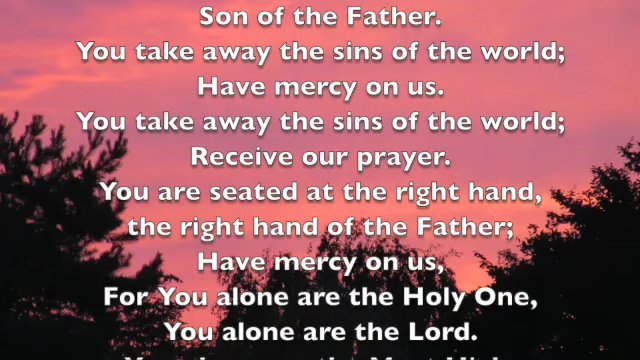 Son of the Father.
You take away the sins of the world;
Have mercy on us.
You take away the sins of the world;
Receive our prayer.
You are seated at the right hand,
the right hand of the Father;
Have mercy on us,
For You alone are the Holy One,
You alone are the Lord.